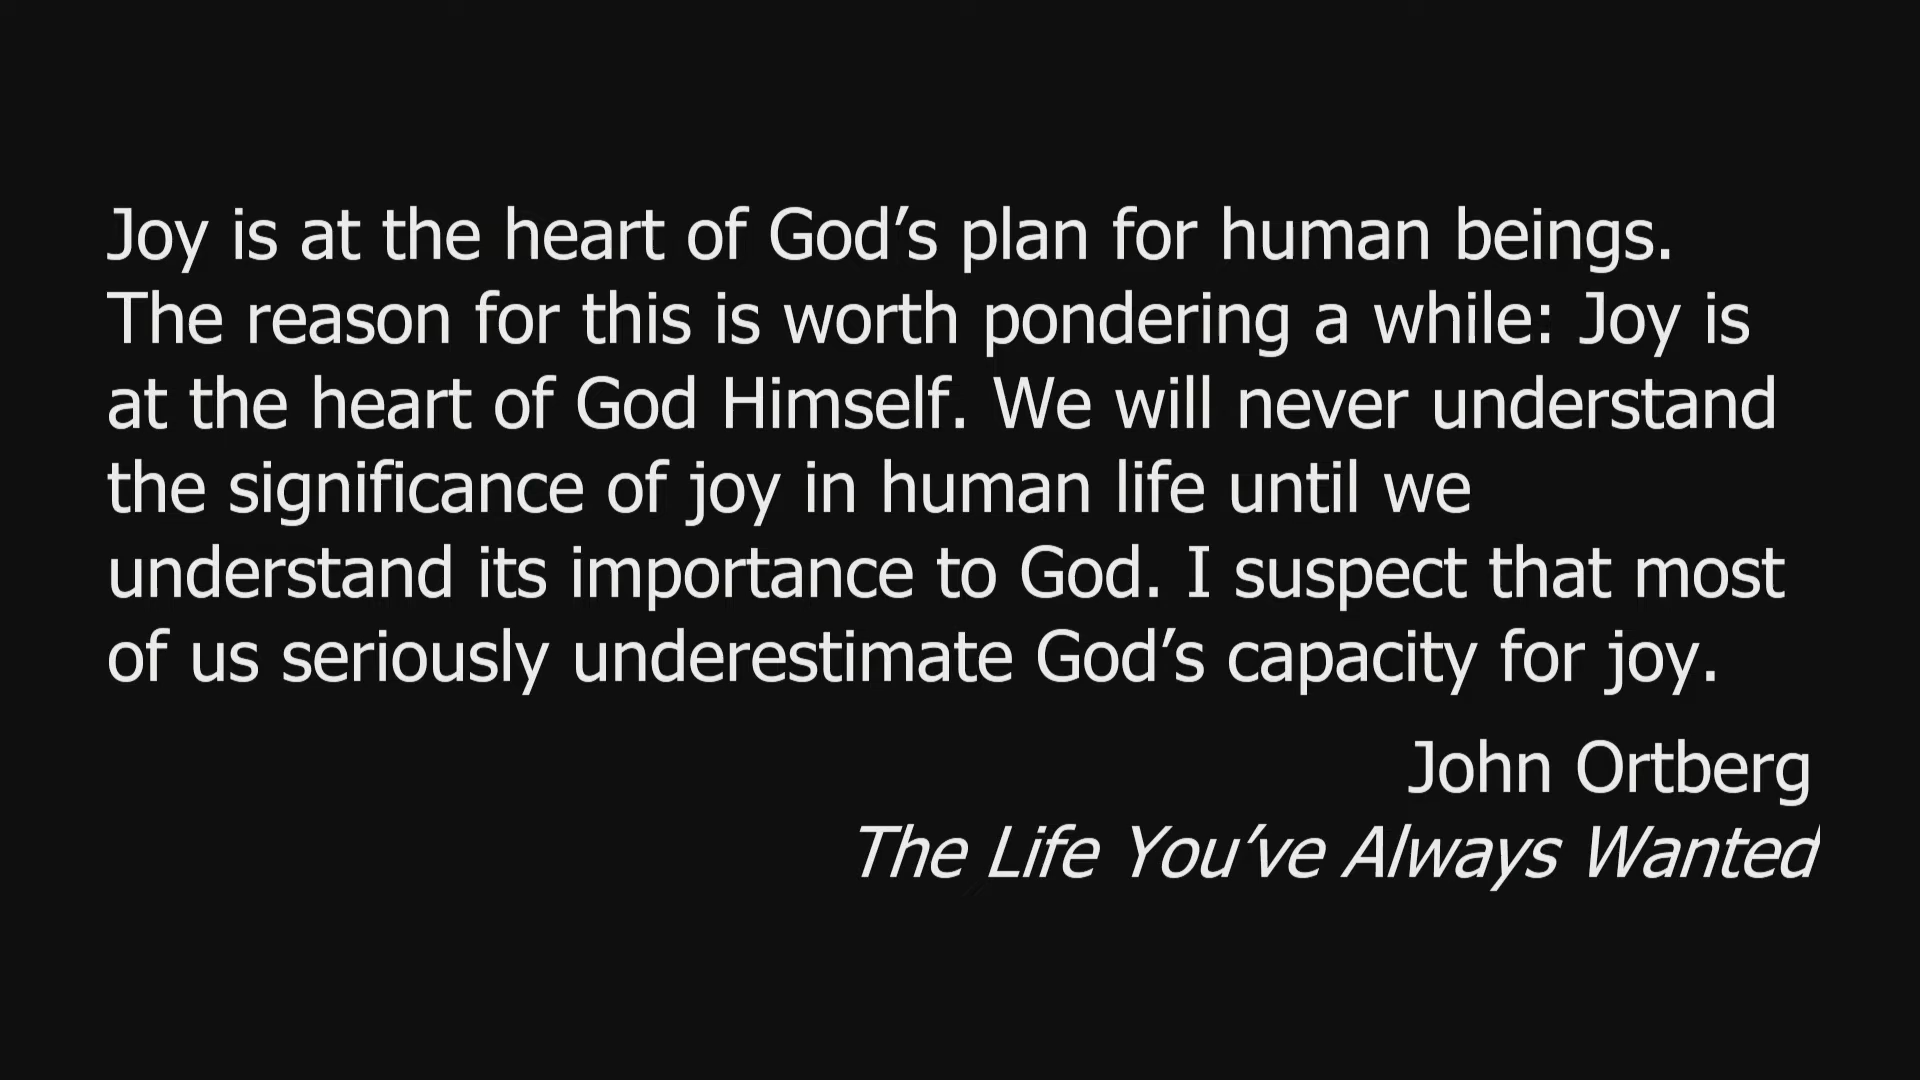 Joy is at the heart of God’s plan for human beings.
The reason for this is worth pondering a while: Joy is
at the heart of God Himself. We will never understand
the significance of joy in human life until we
understand its importance to God. I suspect that most
of us seriously underestimate God’s capacity for joy.
John Ortberg
The Life You’ve Always Wanted